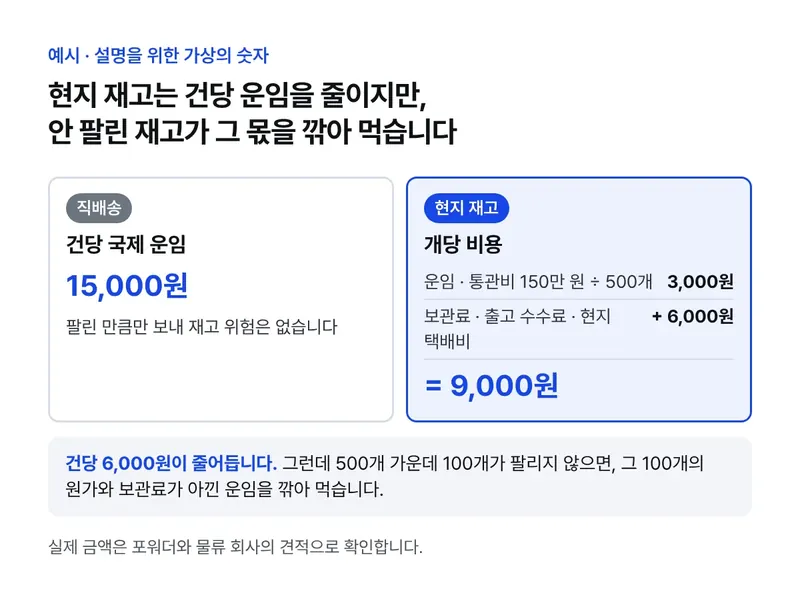 예시 · 설명을 위한 가상의 숫자
현지 재고는 건당 운임을 줄이지만,
안 팔린 재고가 그 몫을 깎아 먹습니다
직배송
건당 국제 운임
15,000원
팔린 만큼만 보내 재고 위험은 없습니다
현지 재고
개당 비용
운임 · 통관비 150만 원 ÷ 500개 3,000원
보관료 · 출고 수수료 · 현지 + 6,000원
택배비
= 9,000원
건당 6,000원이 줄어듭니다. 그런데 500개 가운데 100개가 팔리지 않으면, 그 100개의
원가와 보관료가 아낀 운임을 깎아 먹습니다.
실제 금액은 포워더와 물류 회사의 견적으로 확인합니다.